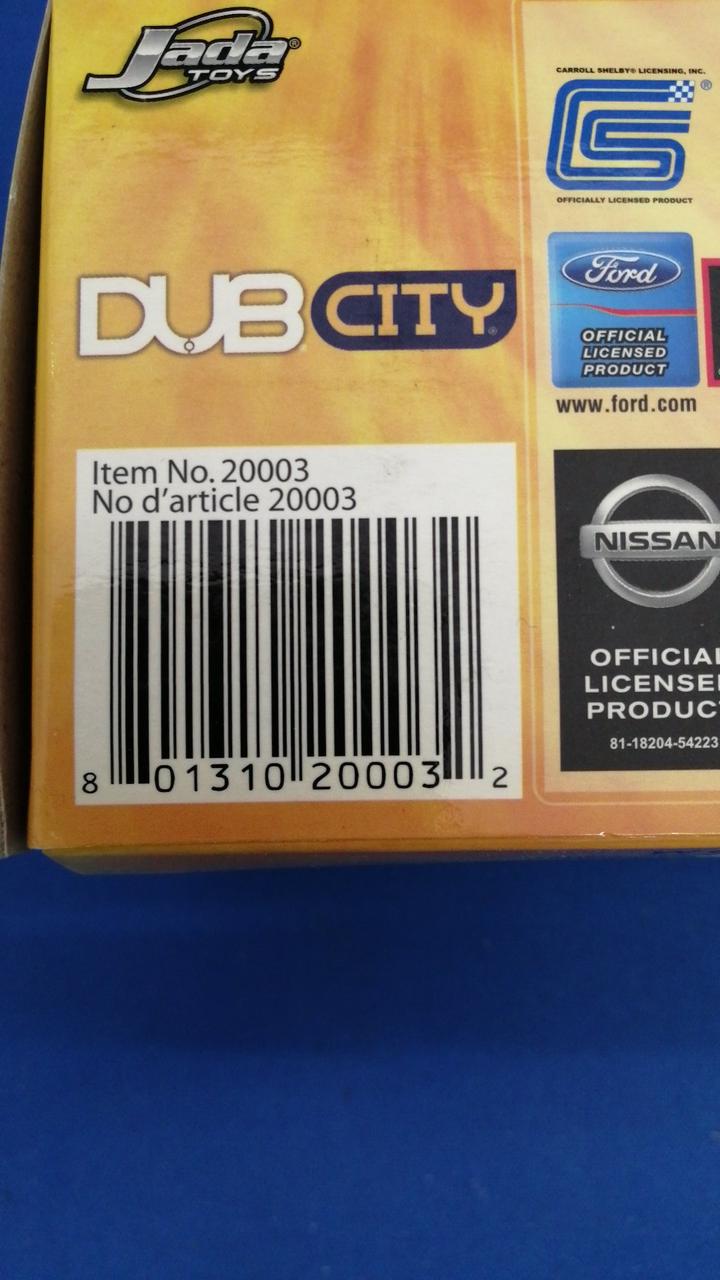 Jada®
TOYS
DUB CITY®
Item No. 20003
No d'article 20003
8 01310 20003 2
CARROLL SHELBY® LICENSING, INC.
CS®
OFFICIALLY LICENSED PRODUCT
Ford
OFFICIAL
LICENSED
PRODUCT
www.ford.com
NISSAN
OFFICIAL
LICENSED
PRODUCT
81-18204-54223